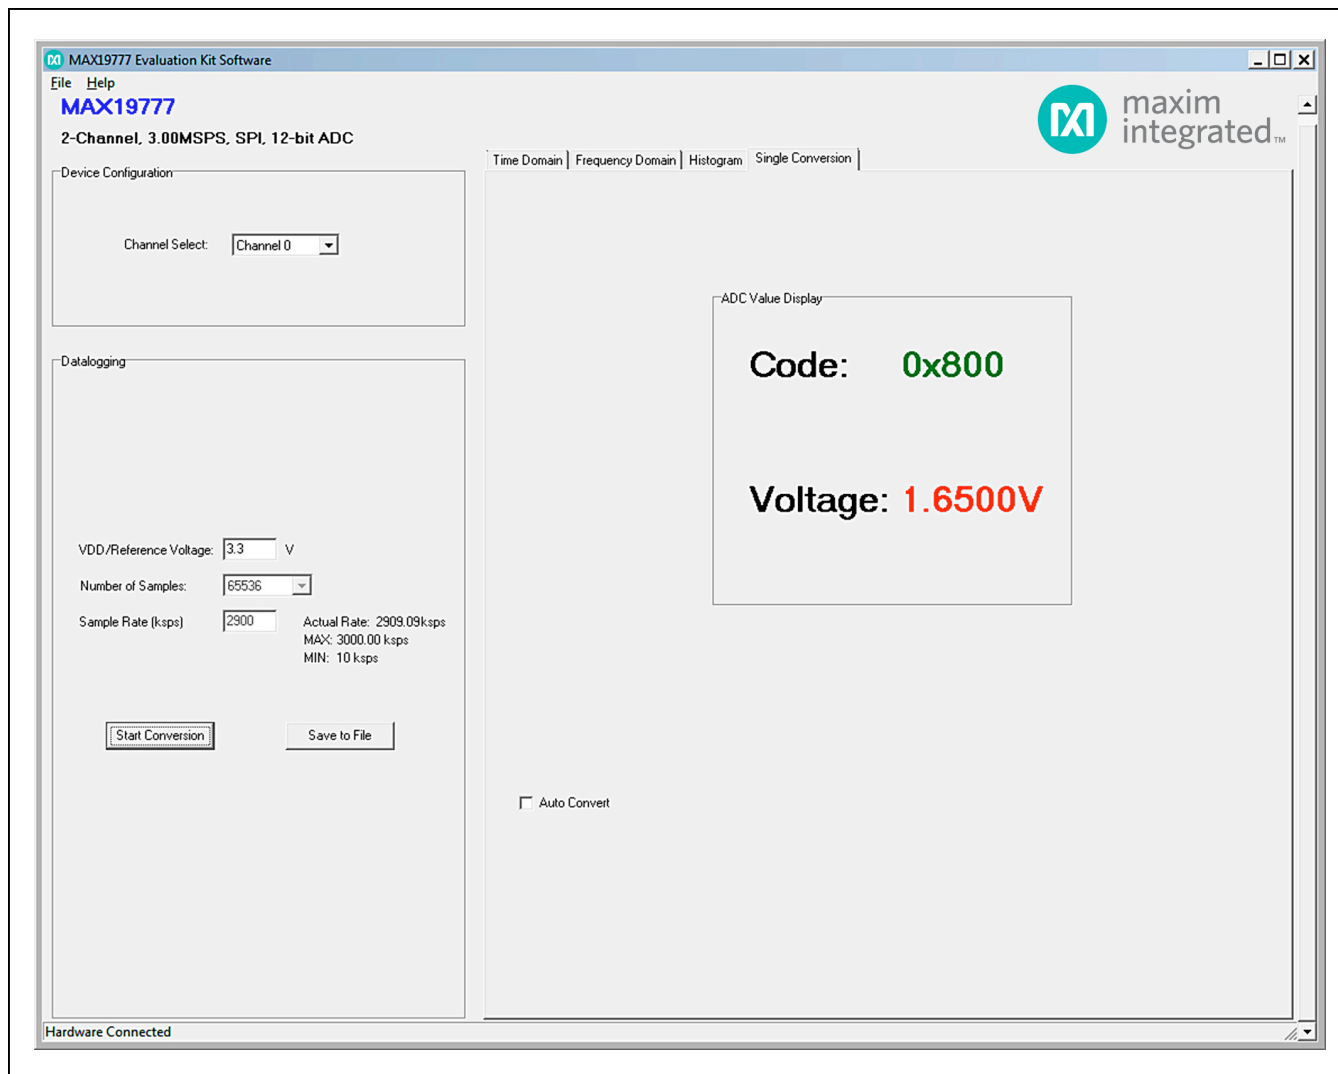 MAX19777 Evaluation Kit Software
File Help
MAX19777
2-Channel, 3.00MSPS, SPI, 12-bit ADC
maxim
integrated™
Device Configuration
Channel Select: Channel 0
Datalogging
VDD/Reference Voltage: 3.3 V
Number of Samples: 65536
Sample Rate (ksps) 2900 Actual Rate: 2909.09ksps
MAX: 3000.00 ksps
MIN: 10 ksps
Start Conversion Save to File
Time Domain Frequency Domain Histogram Single Conversion
ADC Value Display
Code: 0x800
Voltage: 1.6500V
Auto Convert
Hardware Connected